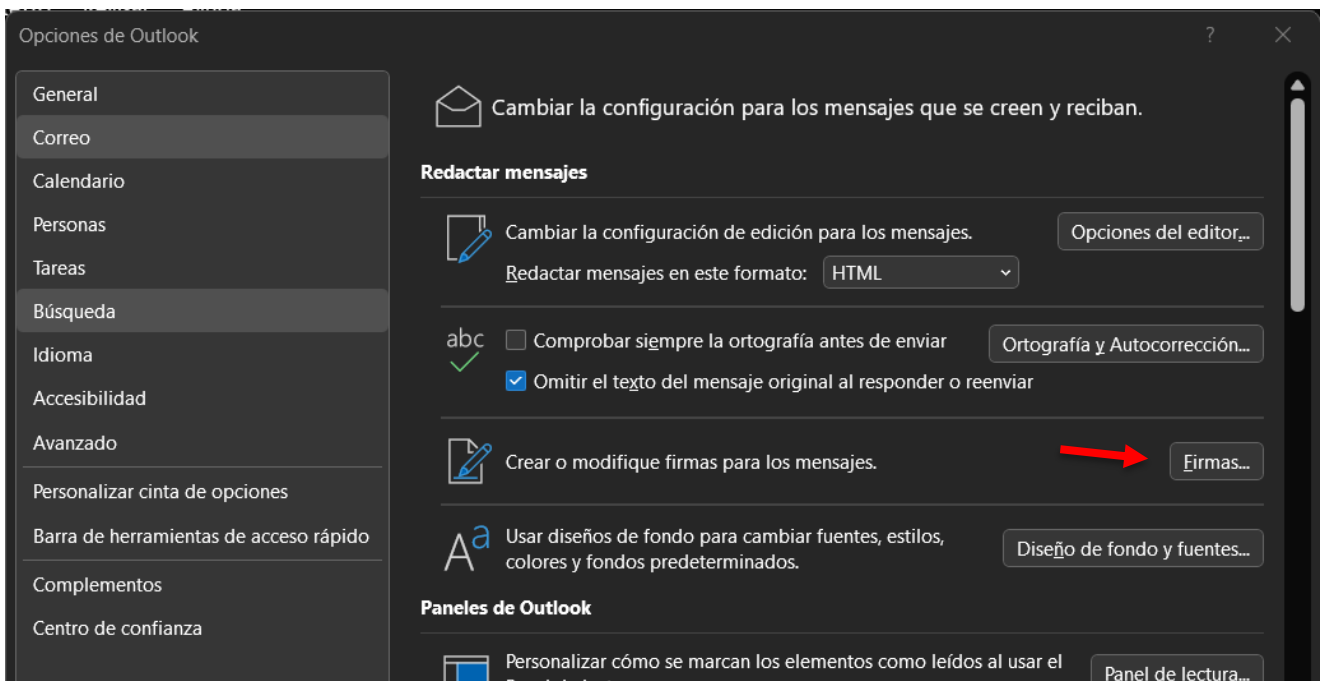 Opciones de Outlook
?
General
Correo
Calendario
Personas
Tareas
Búsqueda
Idioma
Accesibilidad
Avanzado
Personalizar cinta de opciones
Barra de herramientas de acceso rápido
Complementos
Centro de confianza
Cambiar la configuración para los mensajes que se creen y reciban.
Redactar mensajes
Cambiar la configuración de edición para los mensajes.
Opciones del editor...
Redactar mensajes en este formato: HTML
abc
Comprobar siempre la ortografía antes de enviar
Ortografía y Autocorrección...
Omitir el texto del mensaje original al responder o reenviar
Crear o modifique firmas para los mensajes.
Firmas...
Aa
Usar diseños de fondo para cambiar fuentes, estilos,
colores y fondos predeterminados.
Diseño de fondo y fuentes...
Paneles de Outlook
Personalizar cómo se marcan los elementos como leídos al usar el
Panel de lectura...